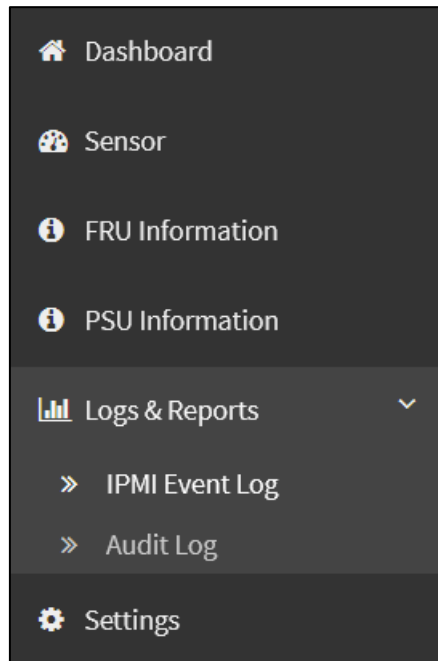 Dashboard
Sensor
FRU Information
PSU Information
Logs & Reports
IPMI Event Log
Audit Log
Settings